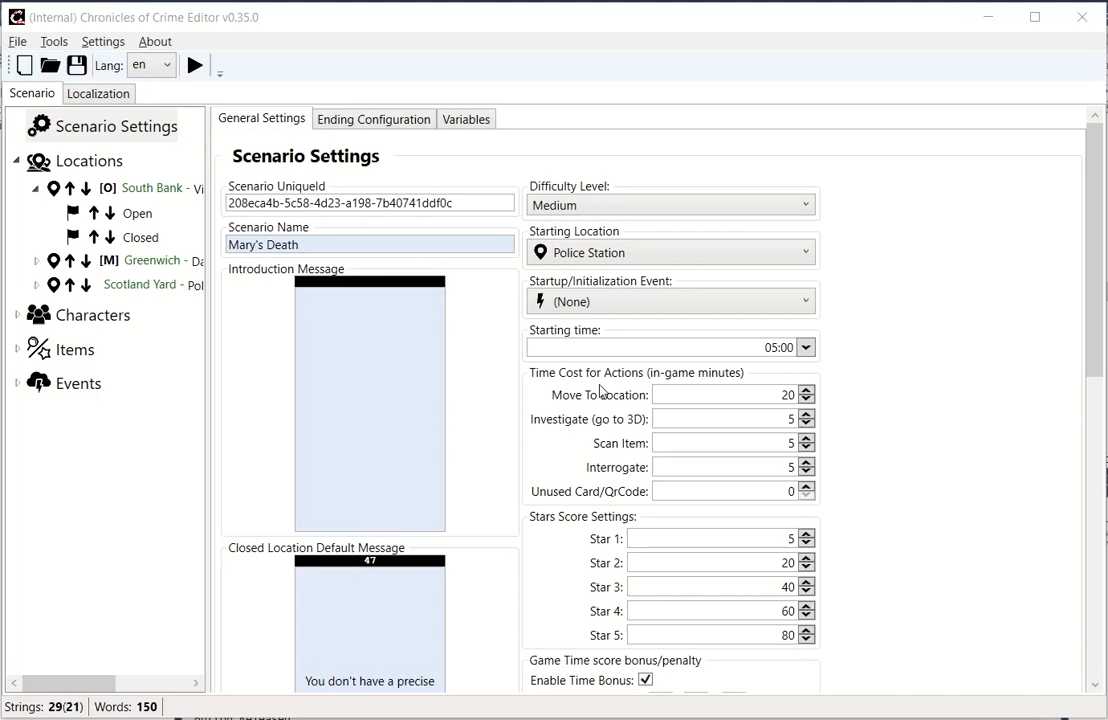 (Internal) Chronicles of Crime Editor v0.35.0
File Tools Settings About
Lang: en
Scenario Localization
Scenario Settings
Locations
[O] South Bank - Vi
Open
Closed
[M] Greenwich - Da
Scotland Yard - Pol
Characters
Items
Events
General Settings Ending Configuration Variables
Scenario Settings
Scenario UniqueId
208eca4b-5c58-4d23-a198-7b40741ddf0c
Scenario Name
Mary's Death
Introduction Message
Closed Location Default Message
47
You don't have a precise
Difficulty Level:
Medium
Starting Location
Police Station
Startup/Initialization Event:
(None)
Starting time:
05:00
Time Cost for Actions (in-game minutes)
Move To Location: 20
Investigate (go to 3D): 5
Scan Item: 5
Interrogate: 5
Unused Card/QrCode: 0
Stars Score Settings:
Star 1: 5
Star 2: 20
Star 3: 40
Star 4: 60
Star 5: 80
Game Time score bonus/penalty
Enable Time Bonus:
Strings: 29(21) Words: 150